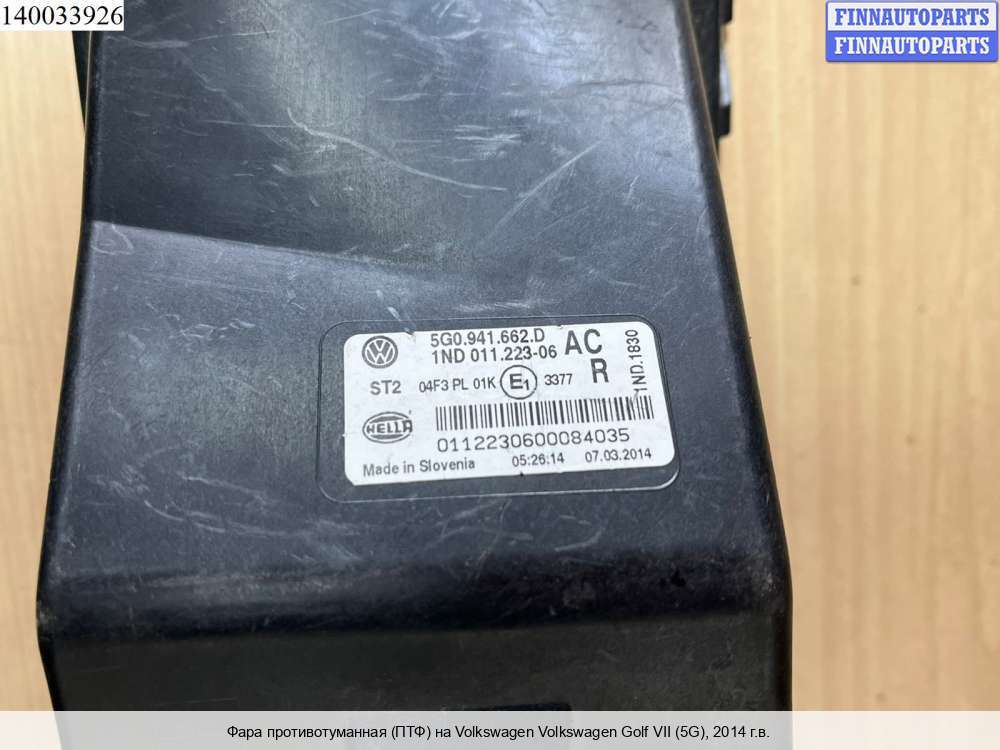 140033926
FINNAUTOPARTS
FINNAUTOPARTS
5G0.941.662.D
1ND 011.223-06 AC
ST2 04F3 PL 01K E1 3377 R
1ND.1830
HELLA
0112230600084035
Made in Slovenia 05:26:14 07.03.2014
Фара противотуманная (ПТФ) на Volkswagen Volkswagen Golf VII (5G), 2014 г.в.